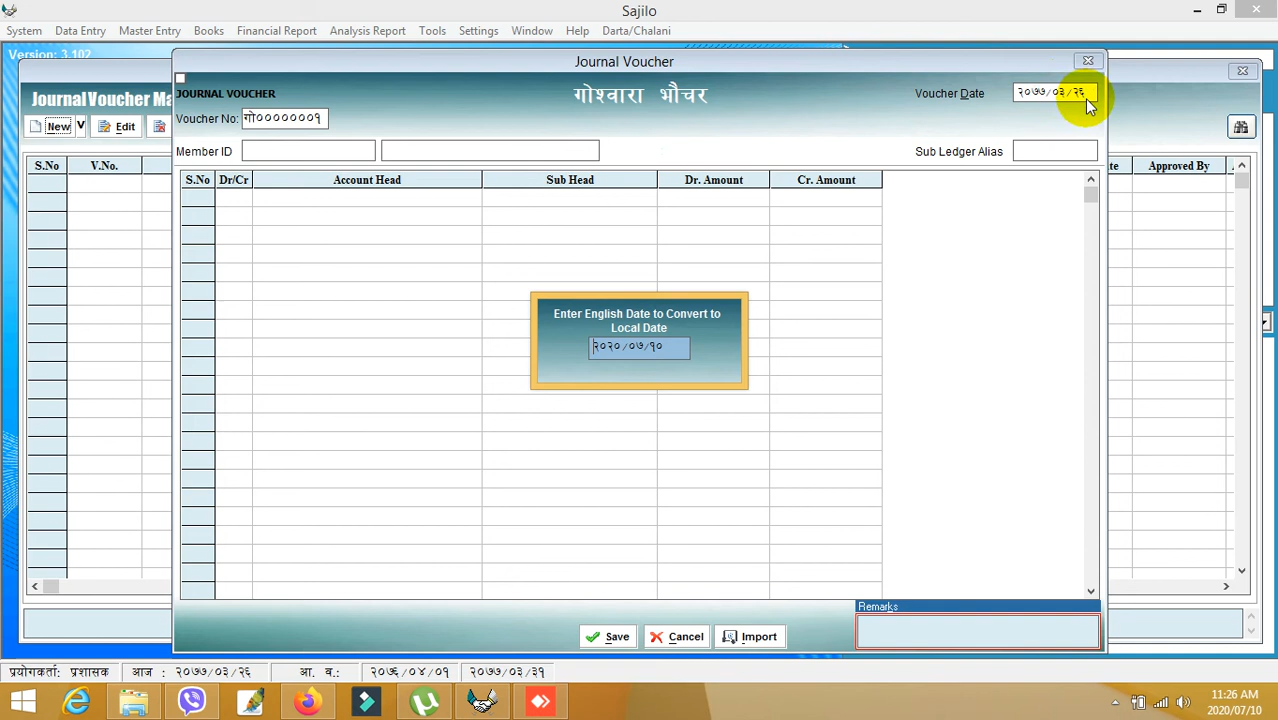 Sajilo
System Data Entry Master Entry Books Financial Report Analysis Report Tools Settings Window Help Darta/Chalani
Version: 3.102
Journal Voucher
JOURNAL VOUCHER
गोश्वारा भौचर
Voucher Date २०७७/०३/२६
Voucher No: गो००००००००१
Member ID
Sub Ledger Alias
S.No Dr/Cr Account Head Sub Head Dr. Amount Cr. Amount
Journal Voucher Ma
New Edit
S.No V.No.
te Approved By
Enter English Date to Convert to
Local Date
२०२०/०७/१०
Remarks
Save Cancel Import
प्रयोगकर्ता: प्रशासक आज : २०७७/०३/२६ आ. व.: २०७६/०४/०१ २०७७/०३/३१
11:26 AM
2020/07/10